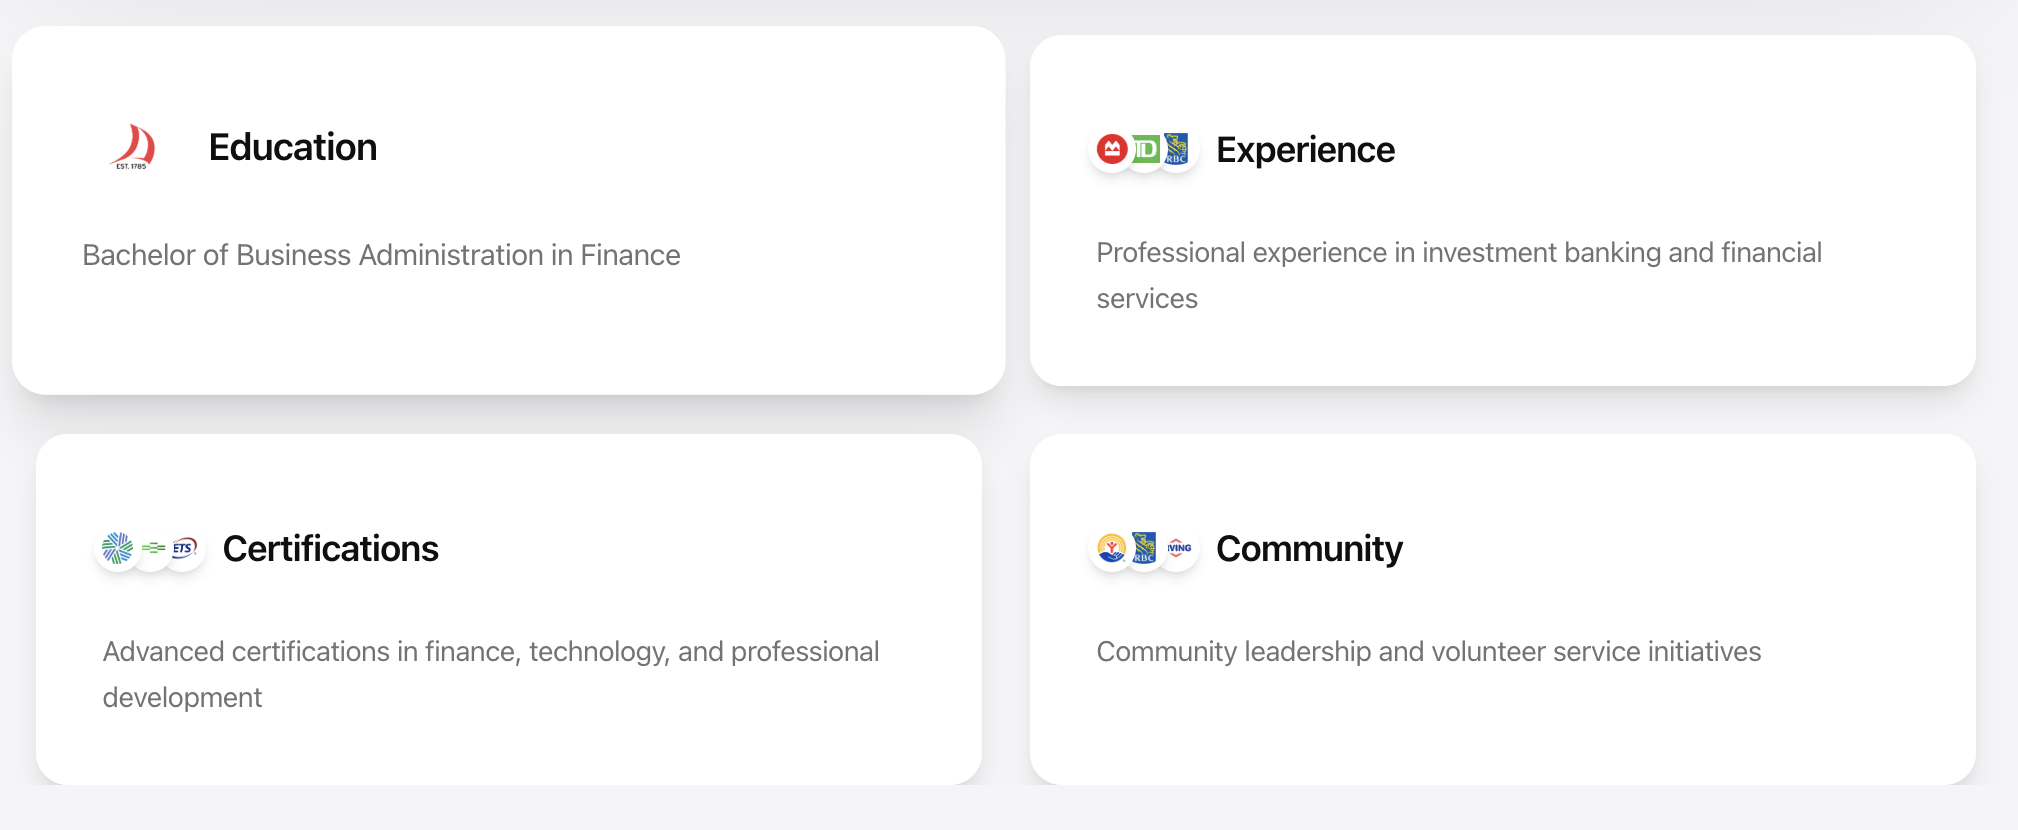 EST. 1785
Education
Bachelor of Business Administration in Finance
TD
RBC
Experience
Professional experience in investment banking and financial
services
ETS
Certifications
Advanced certifications in finance, technology, and professional
development
RBC
VING
Community
Community leadership and volunteer service initiatives